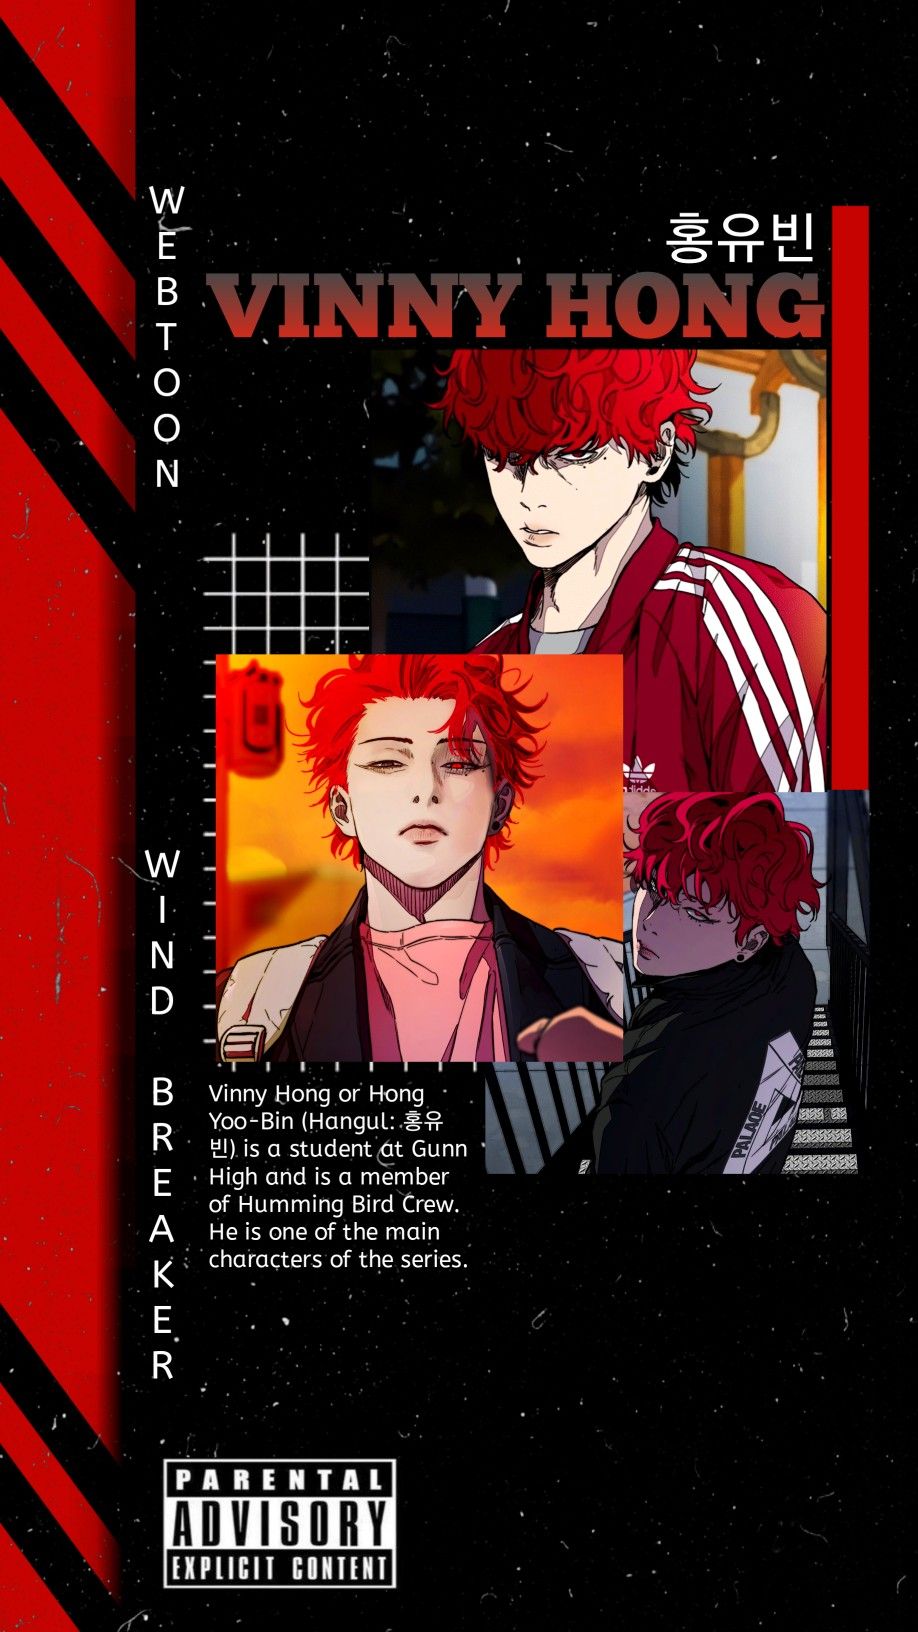 WEBTOON
홍유빈
VINNY HONG
WIND BREAKER
PALACE
Vinny Hong or Hong
Yoo-Bin (Hangul: 홍유
빈) is a student at Gunn
High and is a member
of Humming Bird Crew.
He is one of the main
characters of the series.
PARENTAL
ADVISORY
EXPLICIT CONTENT